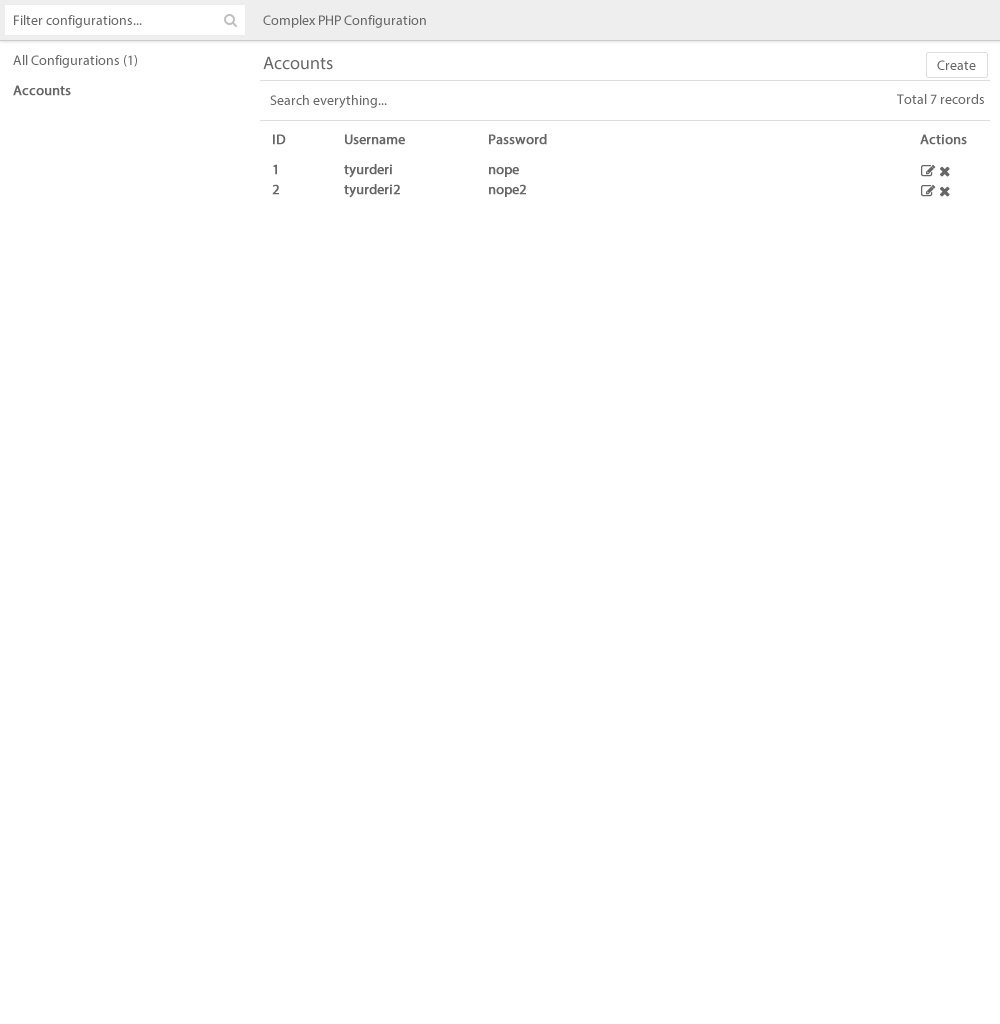 Filter configurations...
Complex PHP Configuration
All Configurations (1)
Accounts
Accounts
Create
Search everything...
Total 7 records
ID Username Password Actions
1 tyurderi nope
2 tyurderi2 nope2